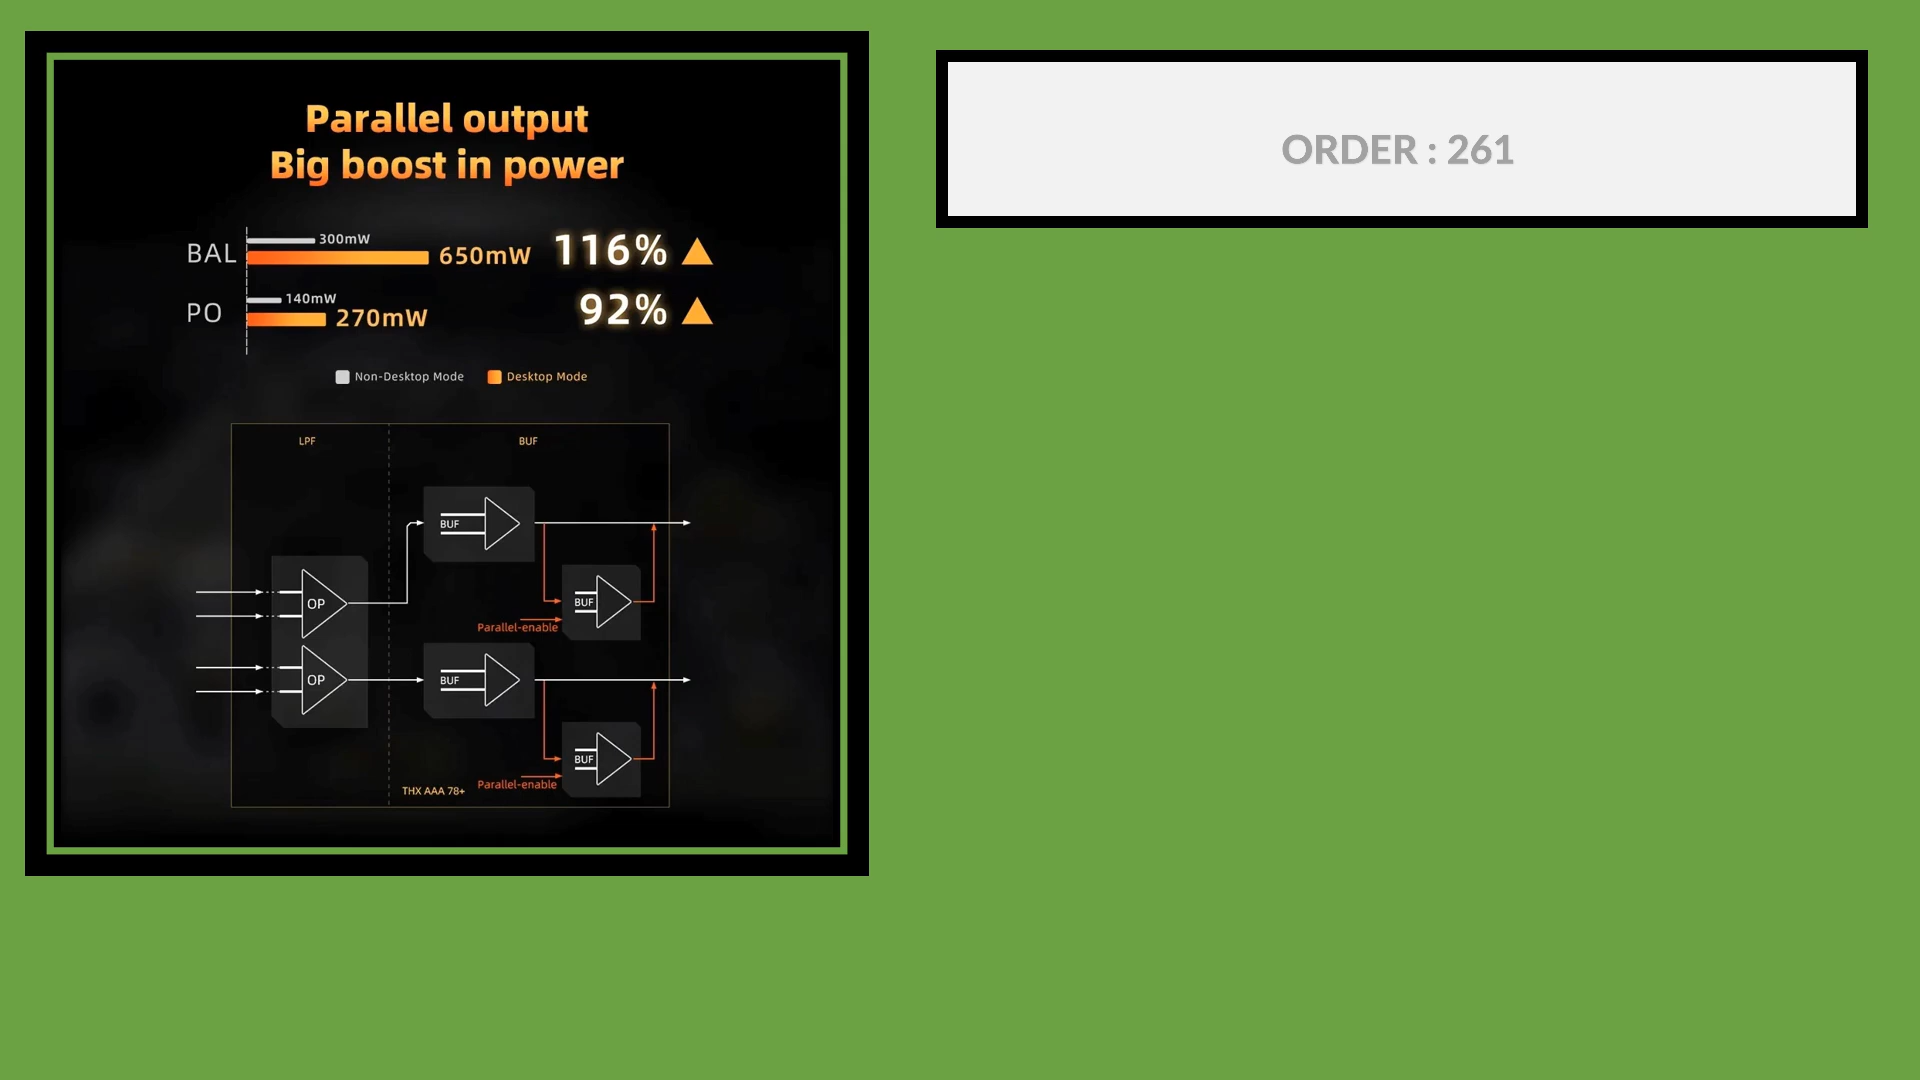 Parallel output
Big boost in power
BAL 300mW 650mW 116%
PO 140mW 270mW 92%
Non-Desktop Mode Desktop Mode
LPF BUF
BUF
OP BUF
Parallel-enable
OP BUF
BUF
THX AAA 78+ Parallel-enable
ORDER : 261